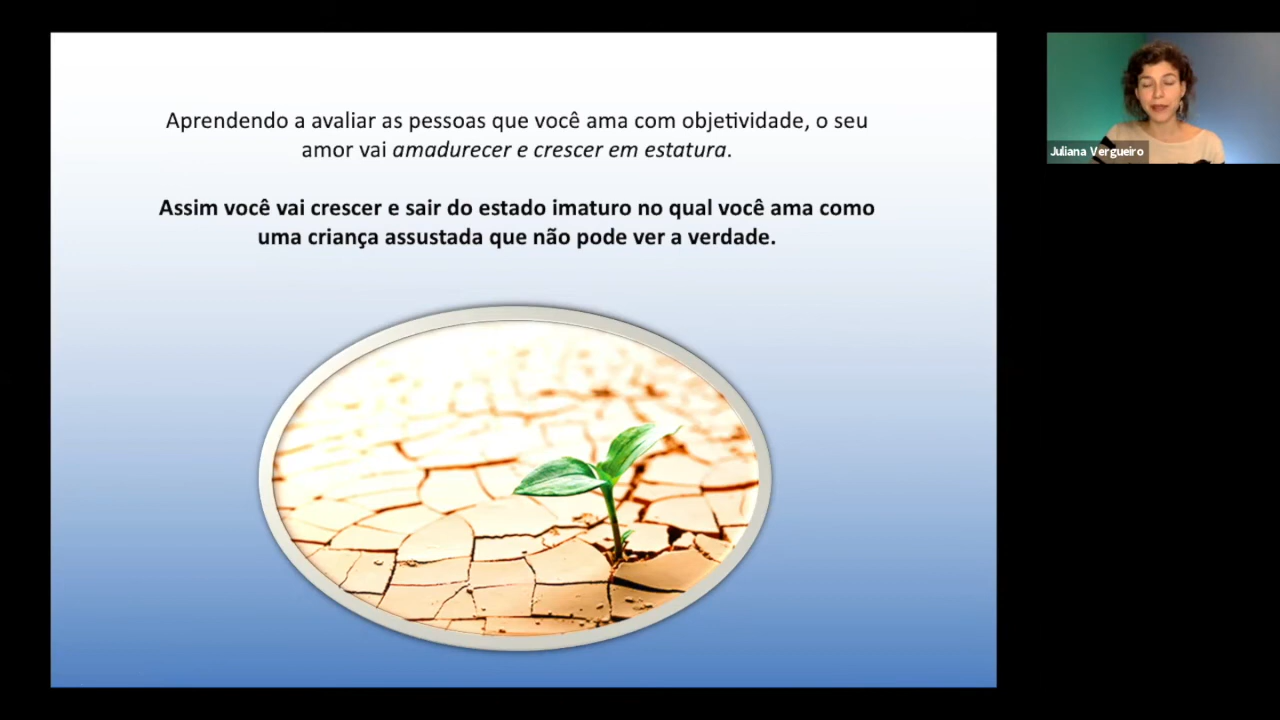 Aprendendo a avaliar as pessoas que você ama com objetividade, o seu
amor vai amadurecer e crescer em estatura.
Assim você vai crescer e sair do estado imaturo no qual você ama como
uma criança assustada que não pode ver a verdade.
Juliana Vergueiro